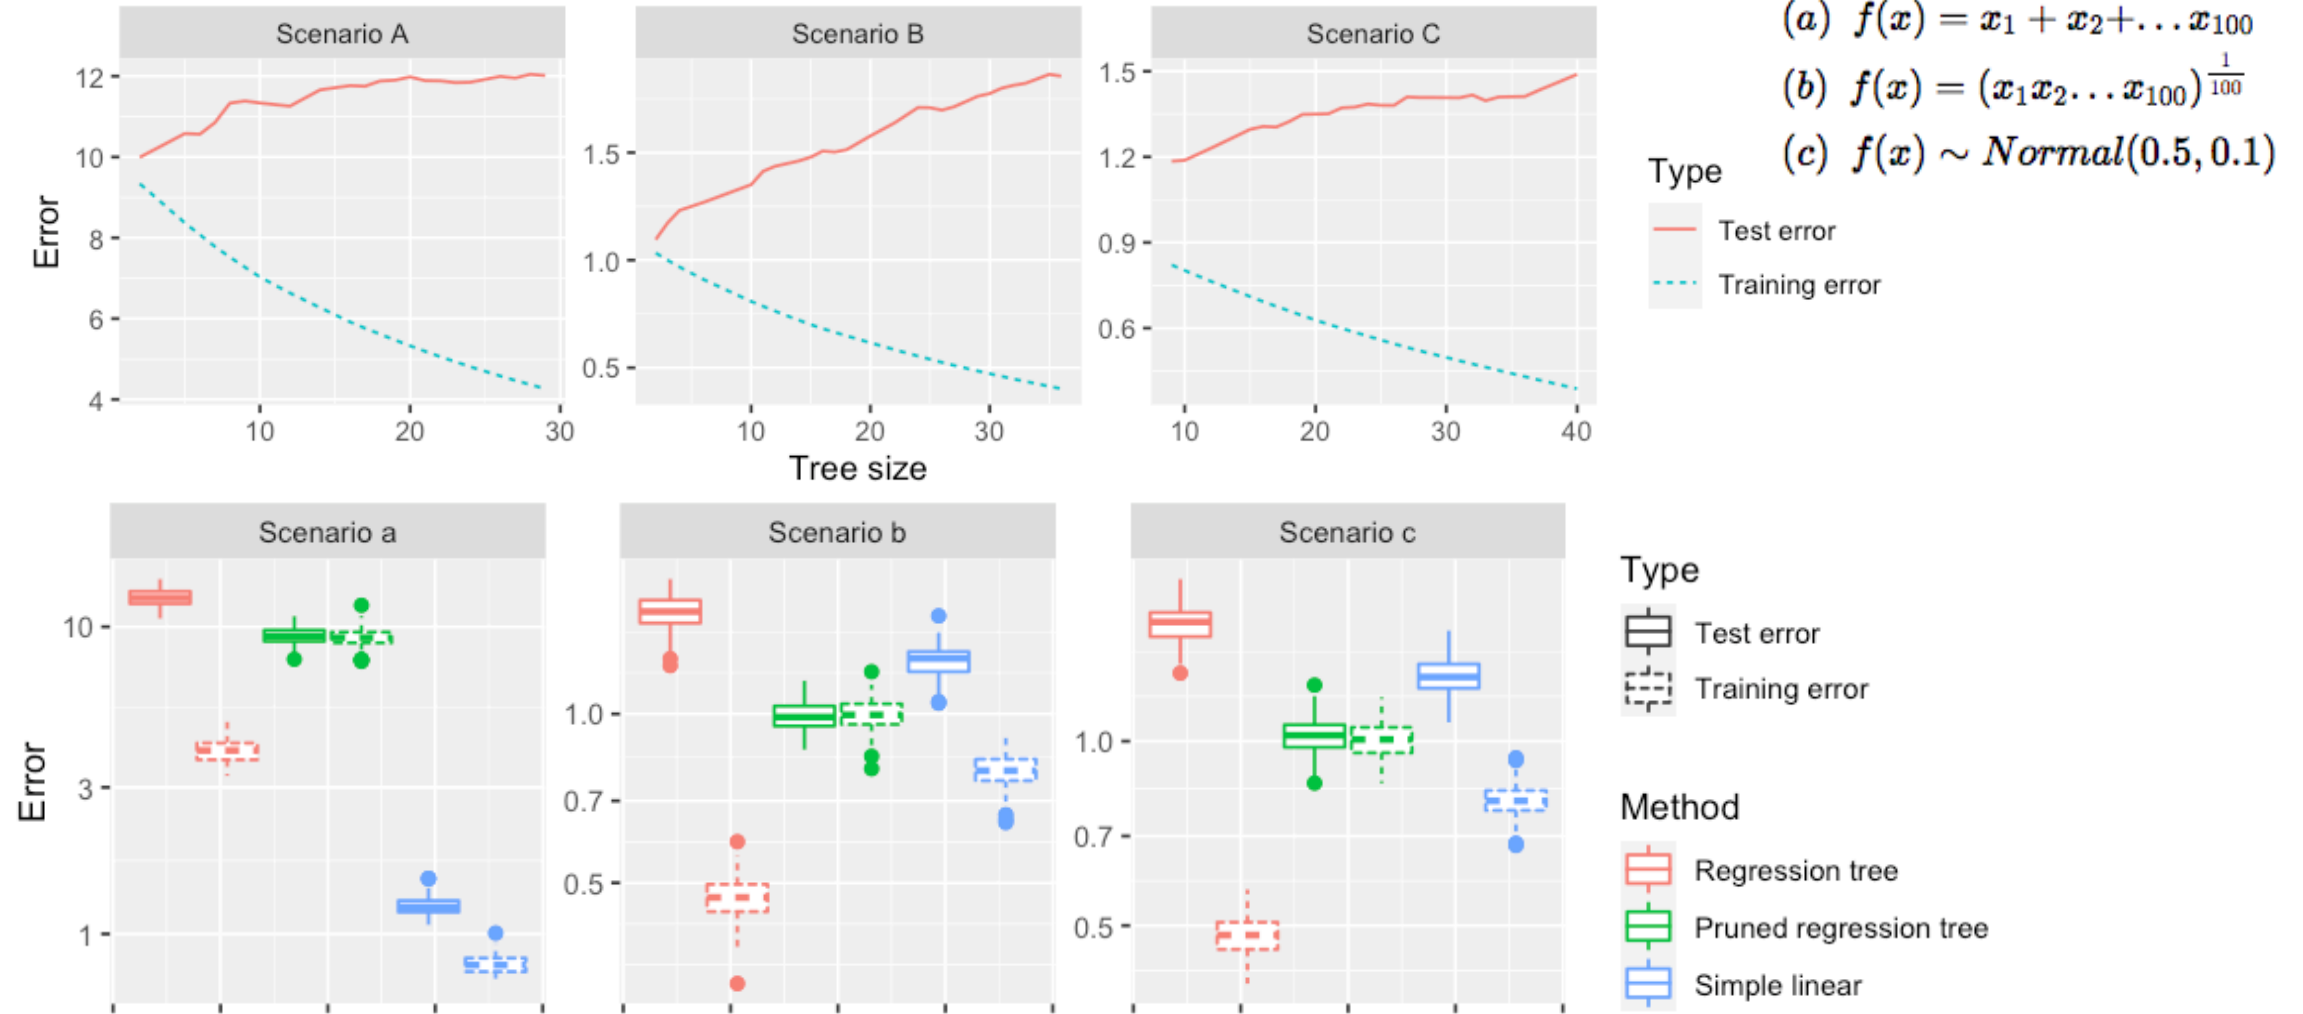 Scenario A
Scenario B
Scenario C
(a) f(x) = x₁ + x₂+…x₁₀₀
(b) f(x) = (x₁x₂…x₁₀₀)^(1/100)
(c) f(x) ∼ Normal(0.5, 0.1)
Error
12
10
8
6
4
10
20
30
1.5
1.0
0.5
10
20
30
1.5
1.2
0.9
0.6
10
20
30
40
Tree size
Type
Test error
Training error
Scenario a
Scenario b
Scenario c
Error
10
3
1
1.0
0.7
0.5
1.0
0.7
0.5
Type
Test error
Training error
Method
Regression tree
Pruned regression tree
Simple linear